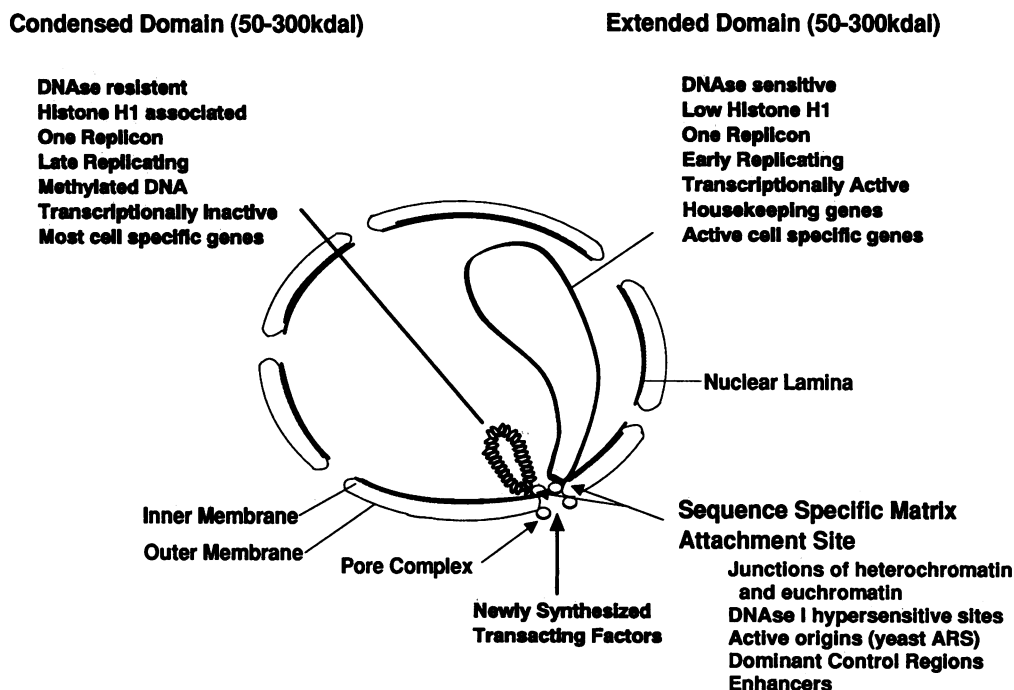 Condensed Domain (50-300kdal)
DNAse resistent
Histone H1 associated
One Replicon
Late Replicating
Methylated DNA
Transcriptionally Inactive
Most cell specific genes
Extended Domain (50-300kdal)
DNAse sensitive
Low Histone H1
One Replicon
Early Replicating
Transcriptionally Active
Housekeeping genes
Active cell specific genes
Nuclear Lamina
Inner Membrane
Outer Membrane
Pore Complex
Newly Synthesized
Transacting Factors
Sequence Specific Matrix
Attachment Site
Junctions of heterochromatin
and euchromatin
DNAse I hypersensitive sites
Active origins (yeast ARS)
Dominant Control Regions
Enhancers